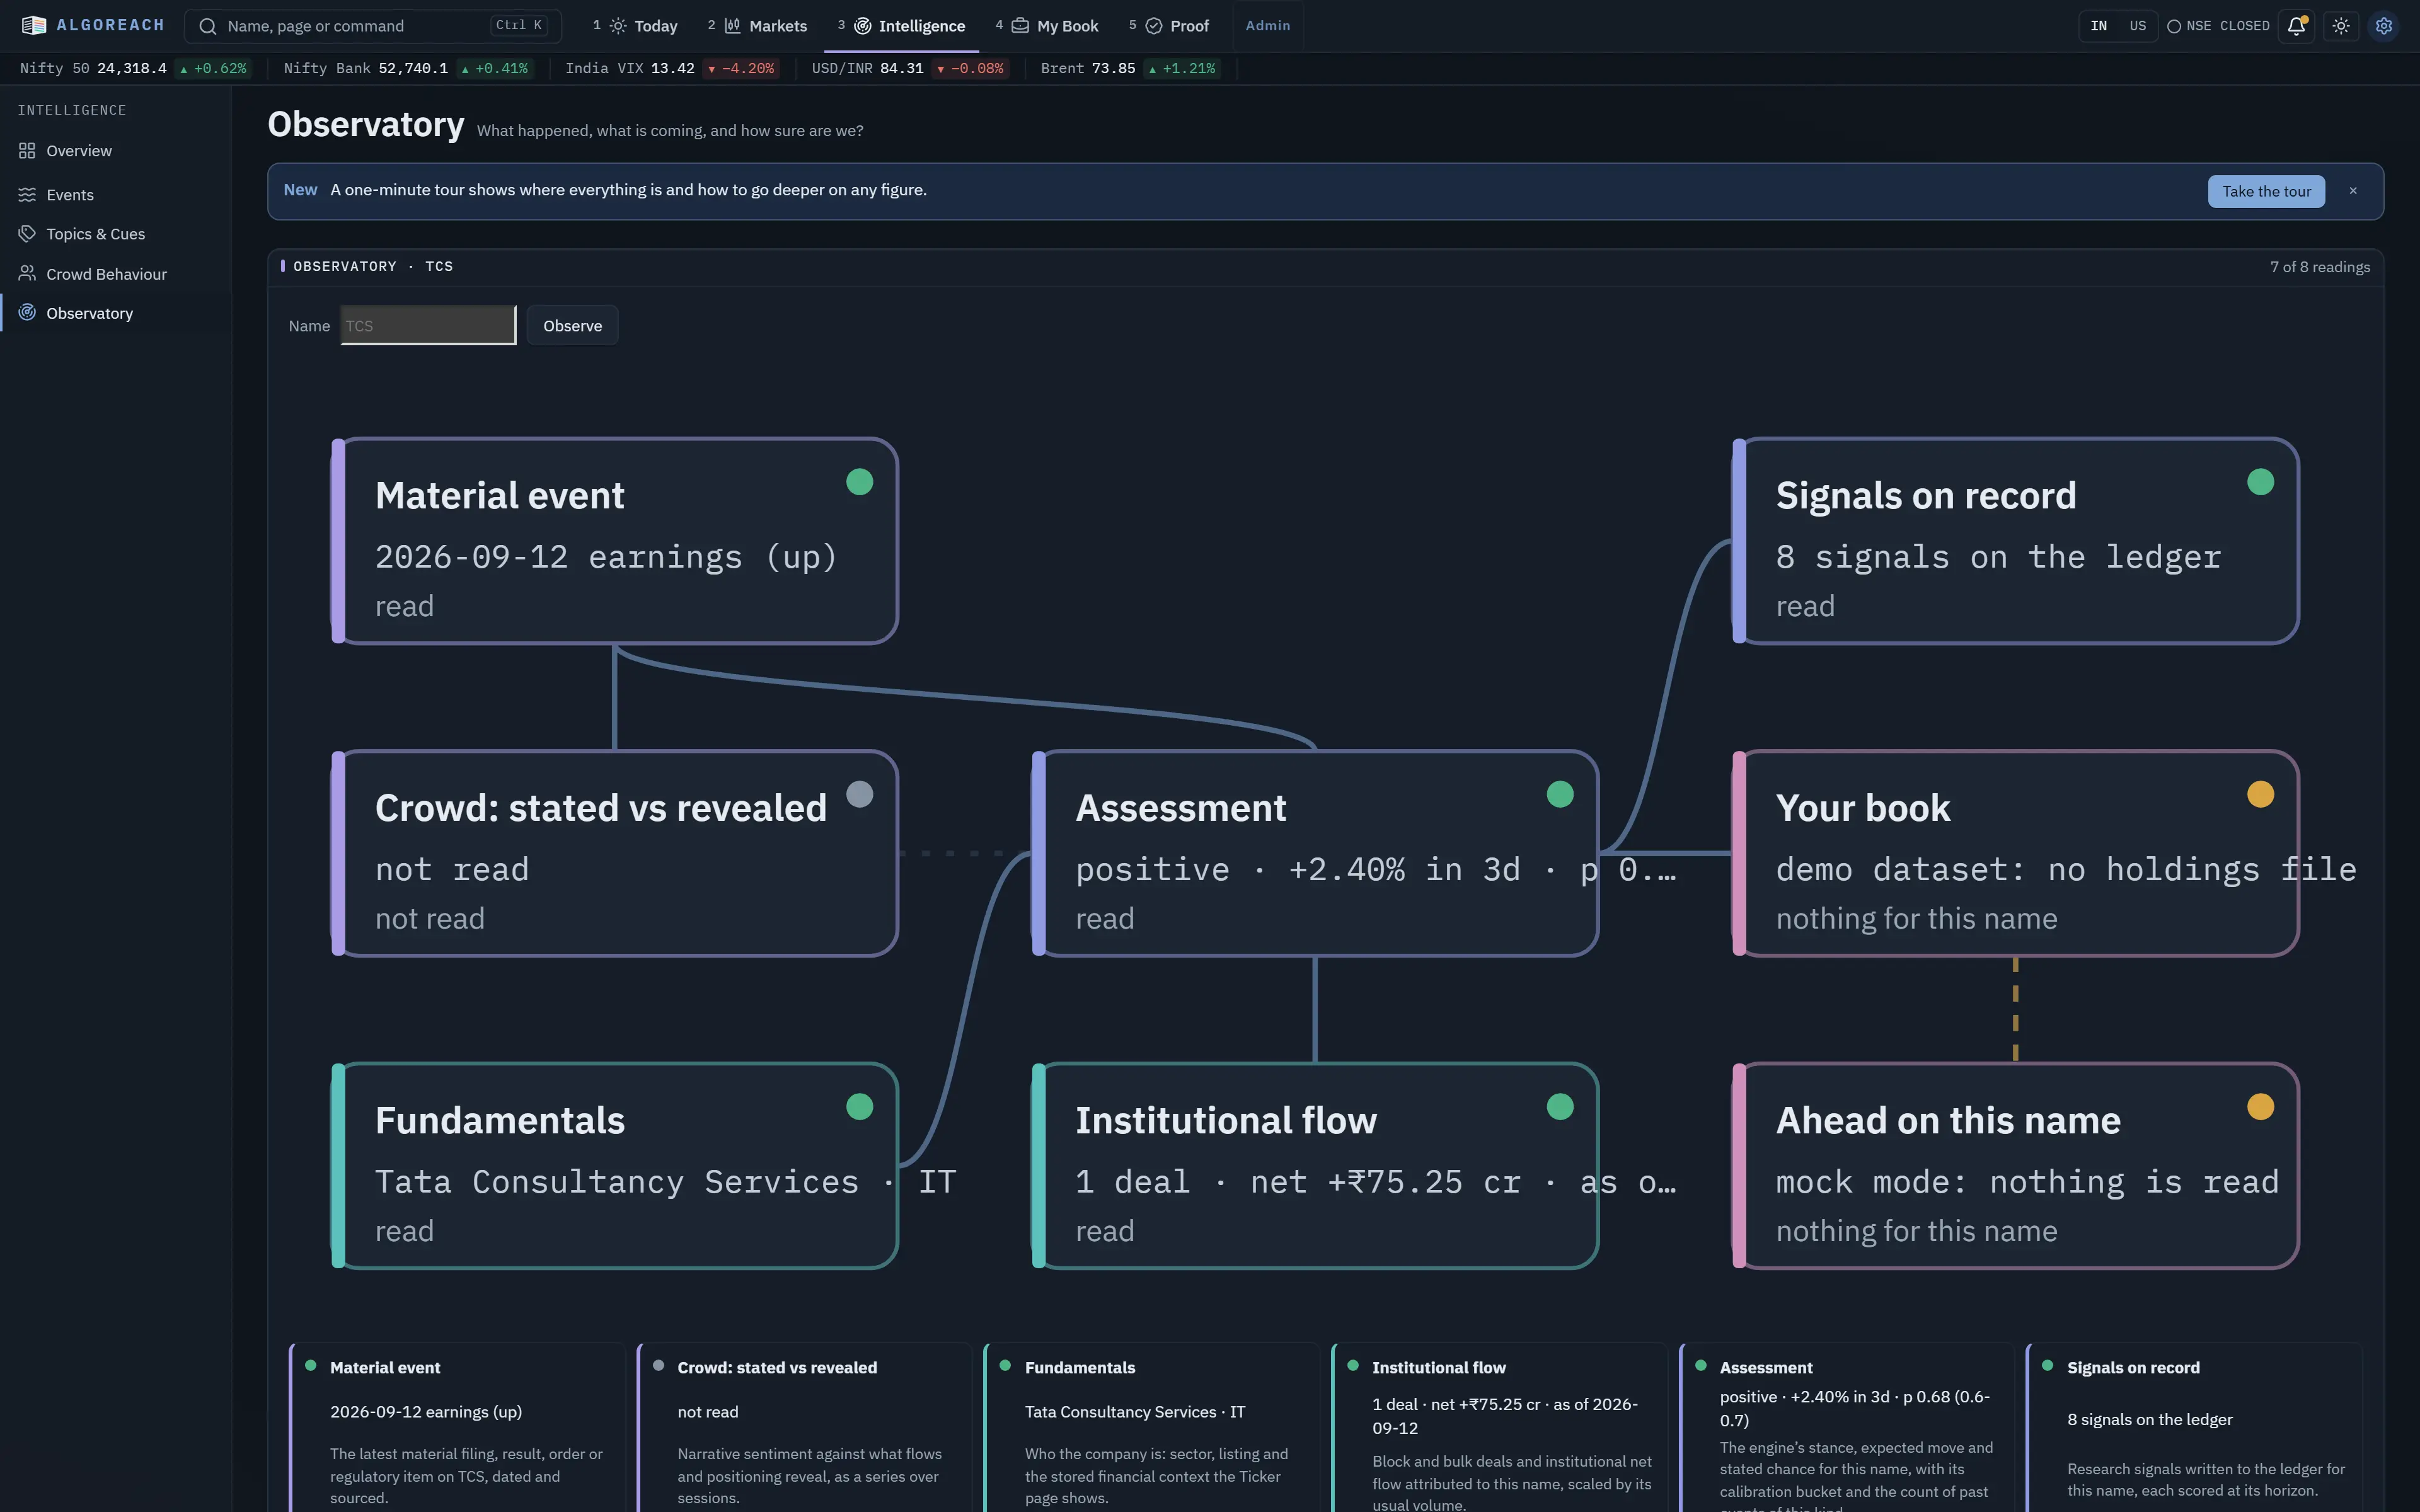 ALGOREACH
Name, page or command Ctrl K
1 Today
2 Markets
3 Intelligence
4 My Book
5 Proof
Admin
IN US NSE CLOSED
Nifty 50 24,318.4 ▲ +0.62%
Nifty Bank 52,740.1 ▲ +0.41%
India VIX 13.42 ▼ −4.20%
USD/INR 84.31 ▼ −0.08%
Brent 73.85 ▲ +1.21%
INTELLIGENCE
Overview
Events
Topics & Cues
Crowd Behaviour
Observatory
Observatory What happened, what is coming, and how sure are we?
New A one-minute tour shows where everything is and how to go deeper on any figure.
Take the tour ×
OBSERVATORY · TCS
7 of 8 readings
Name TCS Observe
Material event
2026-09-12 earnings (up)
read
Signals on record
8 signals on the ledger
read
Crowd: stated vs revealed
not read
not read
Assessment
positive · +2.40% in 3d · p 0.…
read
Your book
demo dataset: no holdings file
nothing for this name
Fundamentals
Tata Consultancy Services · IT
read
Institutional flow
1 deal · net +₹75.25 cr · as o…
read
Ahead on this name
mock mode: nothing is read
nothing for this name
Material event
2026-09-12 earnings (up)
The latest material filing, result, order or
regulatory item on TCS, dated and
sourced.
Crowd: stated vs revealed
not read
Narrative sentiment against what flows
and positioning reveal, as a series over
sessions.
Fundamentals
Tata Consultancy Services · IT
Who the company is: sector, listing and
the stored financial context the Ticker
page shows.
Institutional flow
1 deal · net +₹75.25 cr · as of 2026-
09-12
Block and bulk deals and institutional net
flow attributed to this name, scaled by its
usual volume.
Assessment
positive · +2.40% in 3d · p 0.68 (0.6-
0.7)
The engine's stance, expected move and
stated chance for this name, with its
calibration bucket and the count of past
events of this kind
Signals on record
8 signals on the ledger
Research signals written to the ledger for
this name, each scored at its horizon.